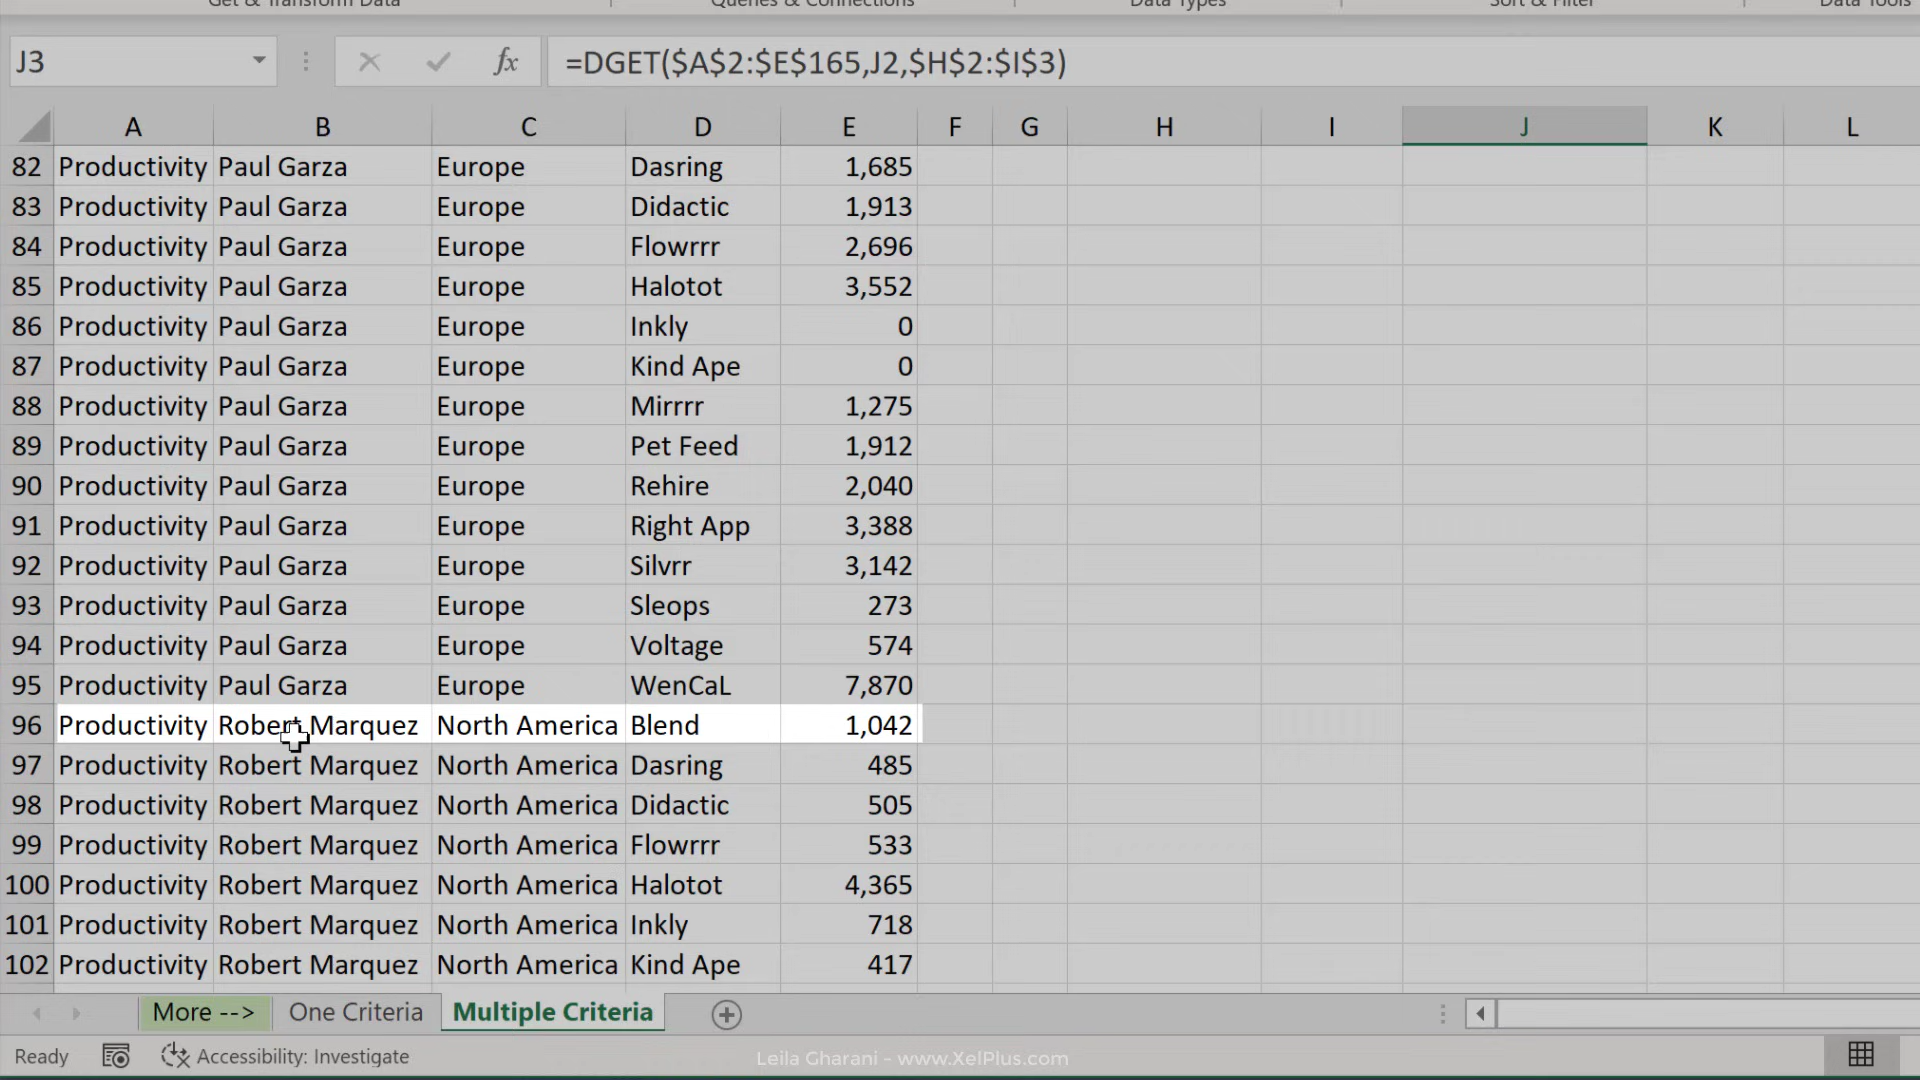 Get & Transform Data Queries & Connections Data Types Sort & Filter Data Tools
J3 fx =DGET($A$2:$E$165,J2,$H$2:$I$3)
A B C D E F G H I J K L
82 Productivity Paul Garza Europe Dasring 1,685
83 Productivity Paul Garza Europe Didactic 1,913
84 Productivity Paul Garza Europe Flowrrr 2,696
85 Productivity Paul Garza Europe Halotot 3,552
86 Productivity Paul Garza Europe Inkly 0
87 Productivity Paul Garza Europe Kind Ape 0
88 Productivity Paul Garza Europe Mirrrr 1,275
89 Productivity Paul Garza Europe Pet Feed 1,912
90 Productivity Paul Garza Europe Rehire 2,040
91 Productivity Paul Garza Europe Right App 3,388
92 Productivity Paul Garza Europe Silvrr 3,142
93 Productivity Paul Garza Europe Sleops 273
94 Productivity Paul Garza Europe Voltage 574
95 Productivity Paul Garza Europe WenCaL 7,870
96 Productivity Robert Marquez North America Blend 1,042
97 Productivity Robert Marquez North America Dasring 485
98 Productivity Robert Marquez North America Didactic 505
99 Productivity Robert Marquez North America Flowrrr 533
100 Productivity Robert Marquez North America Halotot 4,365
101 Productivity Robert Marquez North America Inkly 718
102 Productivity Robert Marquez North America Kind Ape 417
More --> One Criteria Multiple Criteria
Ready Accessibility: Investigate Leila Gharani - www.XelPlus.com